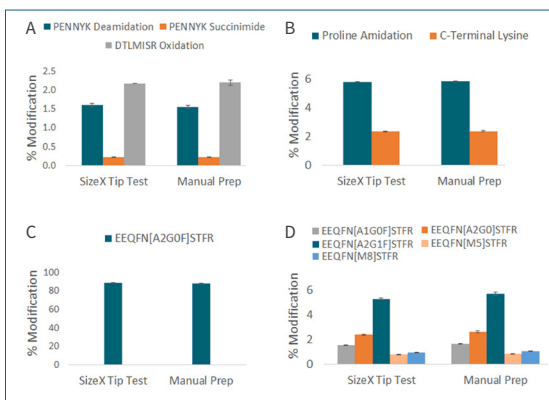 A
PENNYK Deamidation PENNYK Succinimide
DTLMISR Oxidation
% Modification
2.5
2.0
1.5
1.0
0.5
0.0
SizeX Tip Test Manual Prep
B
Proline Amidation C-Terminal Lysine
% Modification
6
4
2
0
SizeX Tip Test Manual Prep
C
EEQFN[A2G0F]STFR
% Modification
100
80
60
40
20
0
SizeX Tip Test Manual Prep
D
EEQFN[A1G0F]STFR EEQFN[A2G0]STFR
EEQFN[A2G1F]STFR EEQFN[M5]STFR
EEQFN[M8]STFR
% Modification
6
4
2
0
SizeX Tip Test Manual Prep